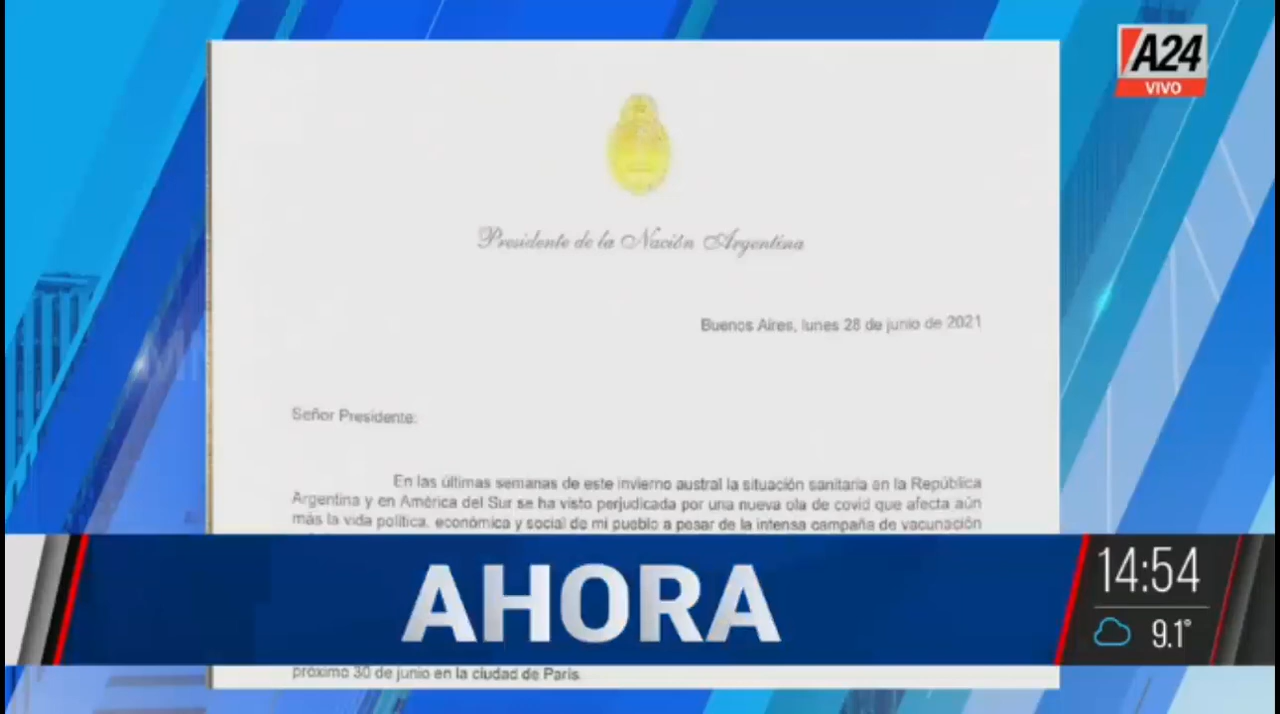 A24
VIVO
Presidente de la Nación Argentina
Buenos Aires, lunes 28 de junio de 2021
Señor Presidente:
En las últimas semanas de este invierno austral la situación sanitaria en la República
Argentina y en América del Sur se ha visto perjudicada por una nueva ola de covid que afecta aún
más la vida política, económica y social de mi pueblo a pesar de la intensa campaña de vacunación
AHORA
14:54
9.1°
próximo 30 de junio en la ciudad de París